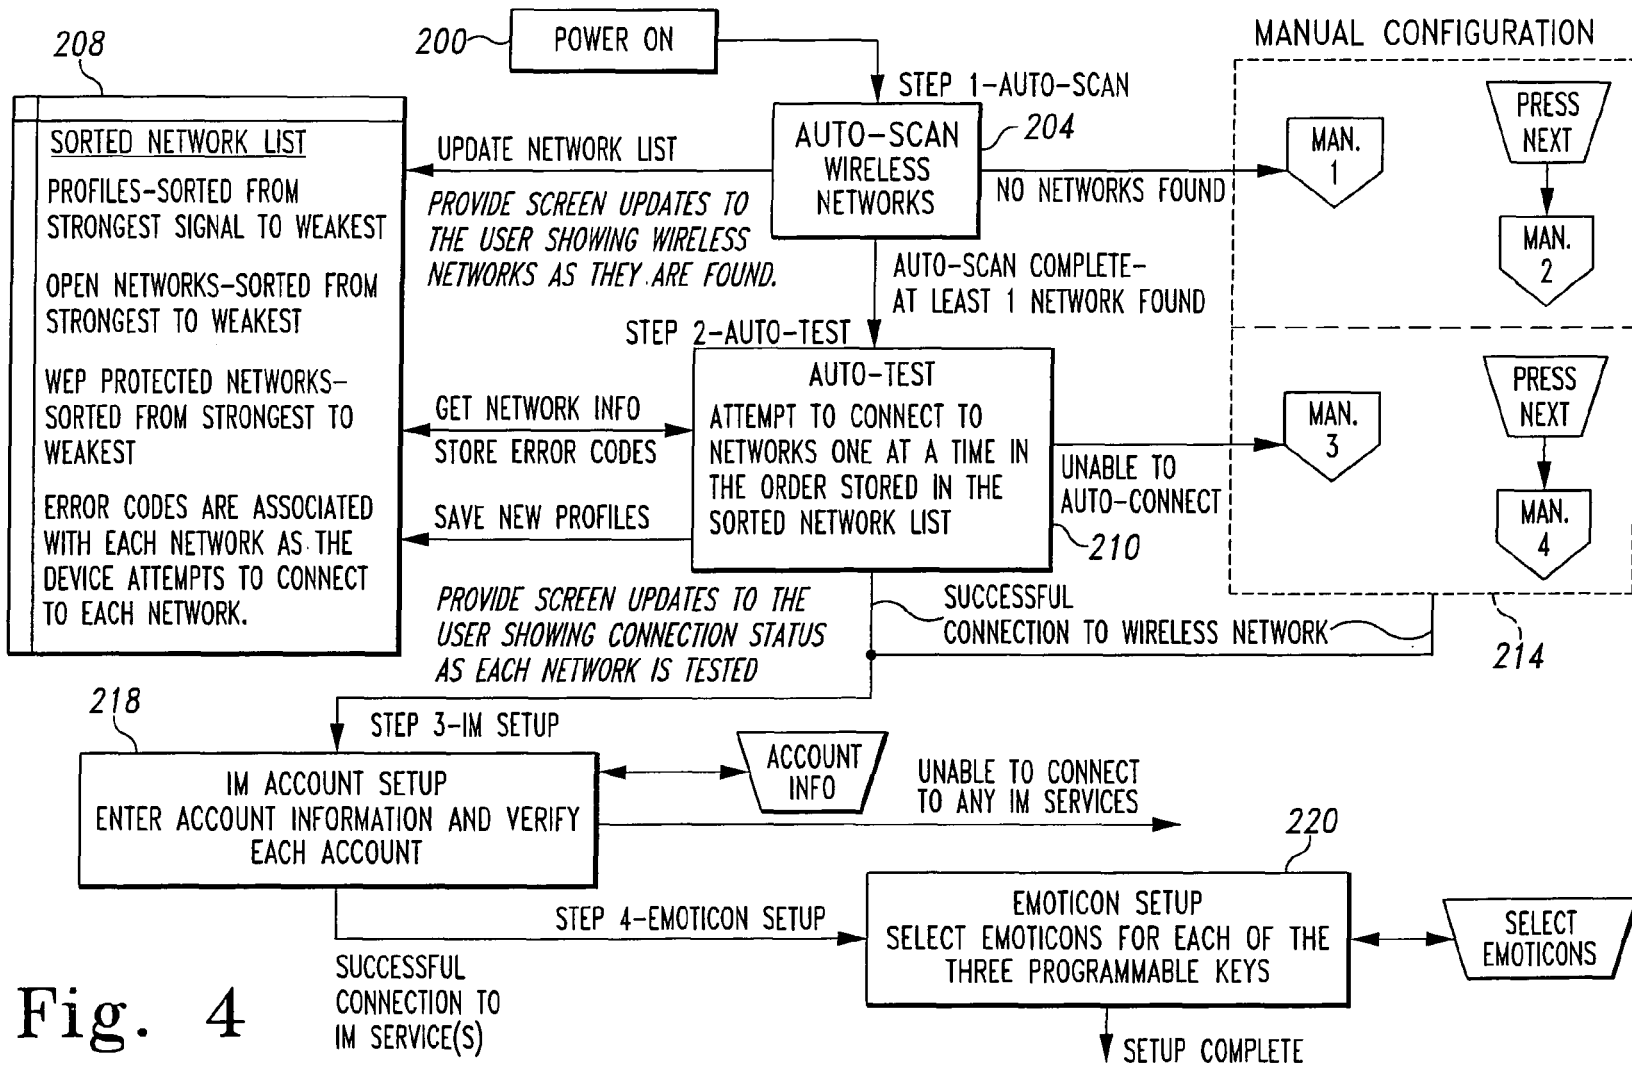 208
200
POWER ON
MANUAL CONFIGURATION
STEP 1-AUTO-SCAN
SORTED NETWORK LIST
PROFILES-SORTED FROM
STRONGEST SIGNAL TO WEAKEST
OPEN NETWORKS-SORTED FROM
STRONGEST TO WEAKEST
WEP PROTECTED NETWORKS-
SORTED FROM STRONGEST TO
WEAKEST
ERROR CODES ARE ASSOCIATED
WITH EACH NETWORK AS THE
DEVICE ATTEMPTS TO CONNECT
TO EACH NETWORK.
UPDATE NETWORK LIST
PROVIDE SCREEN UPDATES TO
THE USER SHOWING WIRELESS
NETWORKS AS THEY ARE FOUND.
AUTO-SCAN
WIRELESS
NETWORKS
204
NO NETWORKS FOUND
MAN.
1
PRESS
NEXT
MAN.
2
AUTO-SCAN COMPLETE-
AT LEAST 1 NETWORK FOUND
STEP 2-AUTO-TEST
AUTO-TEST
ATTEMPT TO CONNECT TO
NETWORKS ONE AT A TIME IN
THE ORDER STORED IN THE
SORTED NETWORK LIST
GET NETWORK INFO
STORE ERROR CODES
SAVE NEW PROFILES
UNABLE TO
AUTO-CONNECT
210
MAN.
3
PRESS
NEXT
MAN.
4
214
PROVIDE SCREEN UPDATES TO THE
USER SHOWING CONNECTION STATUS
AS EACH NETWORK IS TESTED
SUCCESSFUL
CONNECTION TO WIRELESS NETWORK
218
STEP 3-IM SETUP
IM ACCOUNT SETUP
ENTER ACCOUNT INFORMATION AND VERIFY
EACH ACCOUNT
ACCOUNT
INFO
UNABLE TO CONNECT
TO ANY IM SERVICES
220
STEP 4-EMOTICON SETUP
EMOTICON SETUP
SELECT EMOTICONS FOR EACH OF THE
THREE PROGRAMMABLE KEYS
SELECT
EMOTICONS
SUCCESSFUL
CONNECTION TO
IM SERVICE(S)
SETUP COMPLETE
Fig. 4